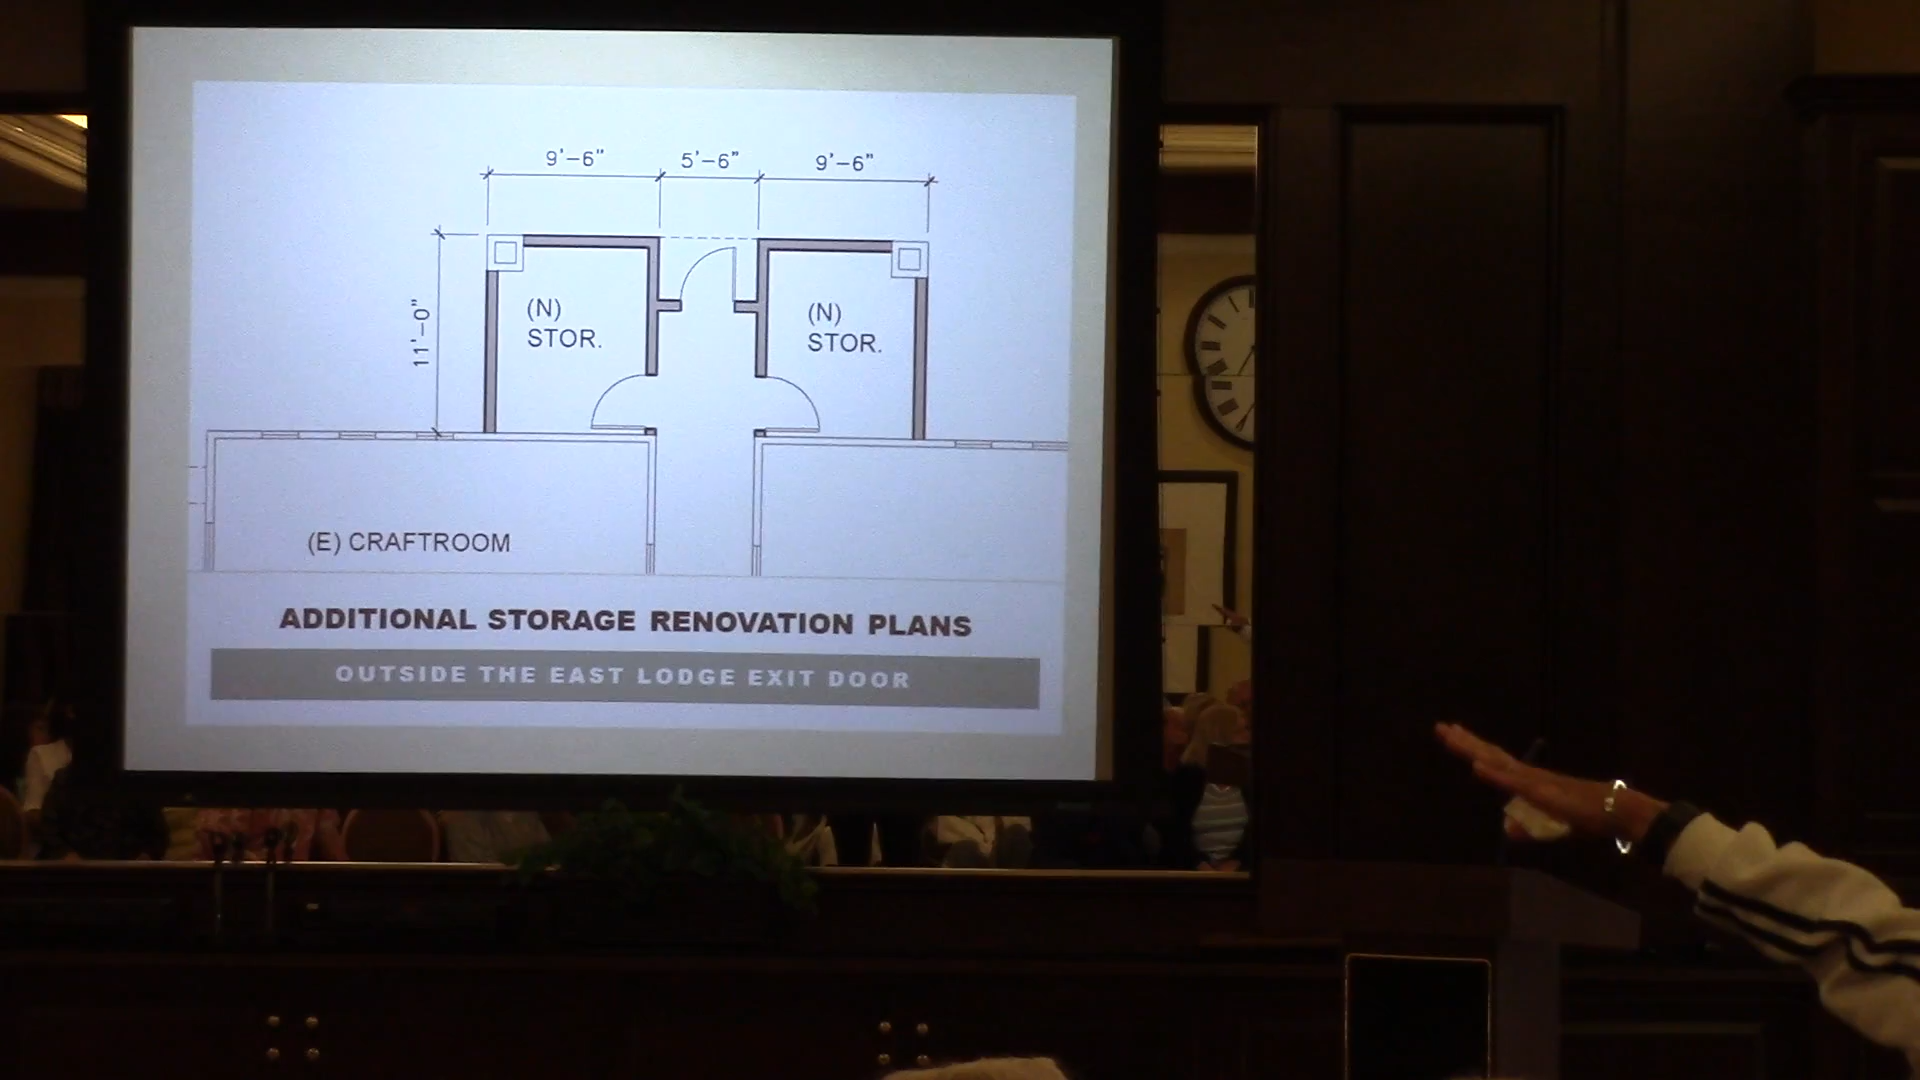 9'-6" 5'-6" 9'-6"
11'-0"
(N)
STOR.
(N)
STOR.
(E) CRAFTROOM
ADDITIONAL STORAGE RENOVATION PLANS
OUTSIDE THE EAST LODGE EXIT DOOR